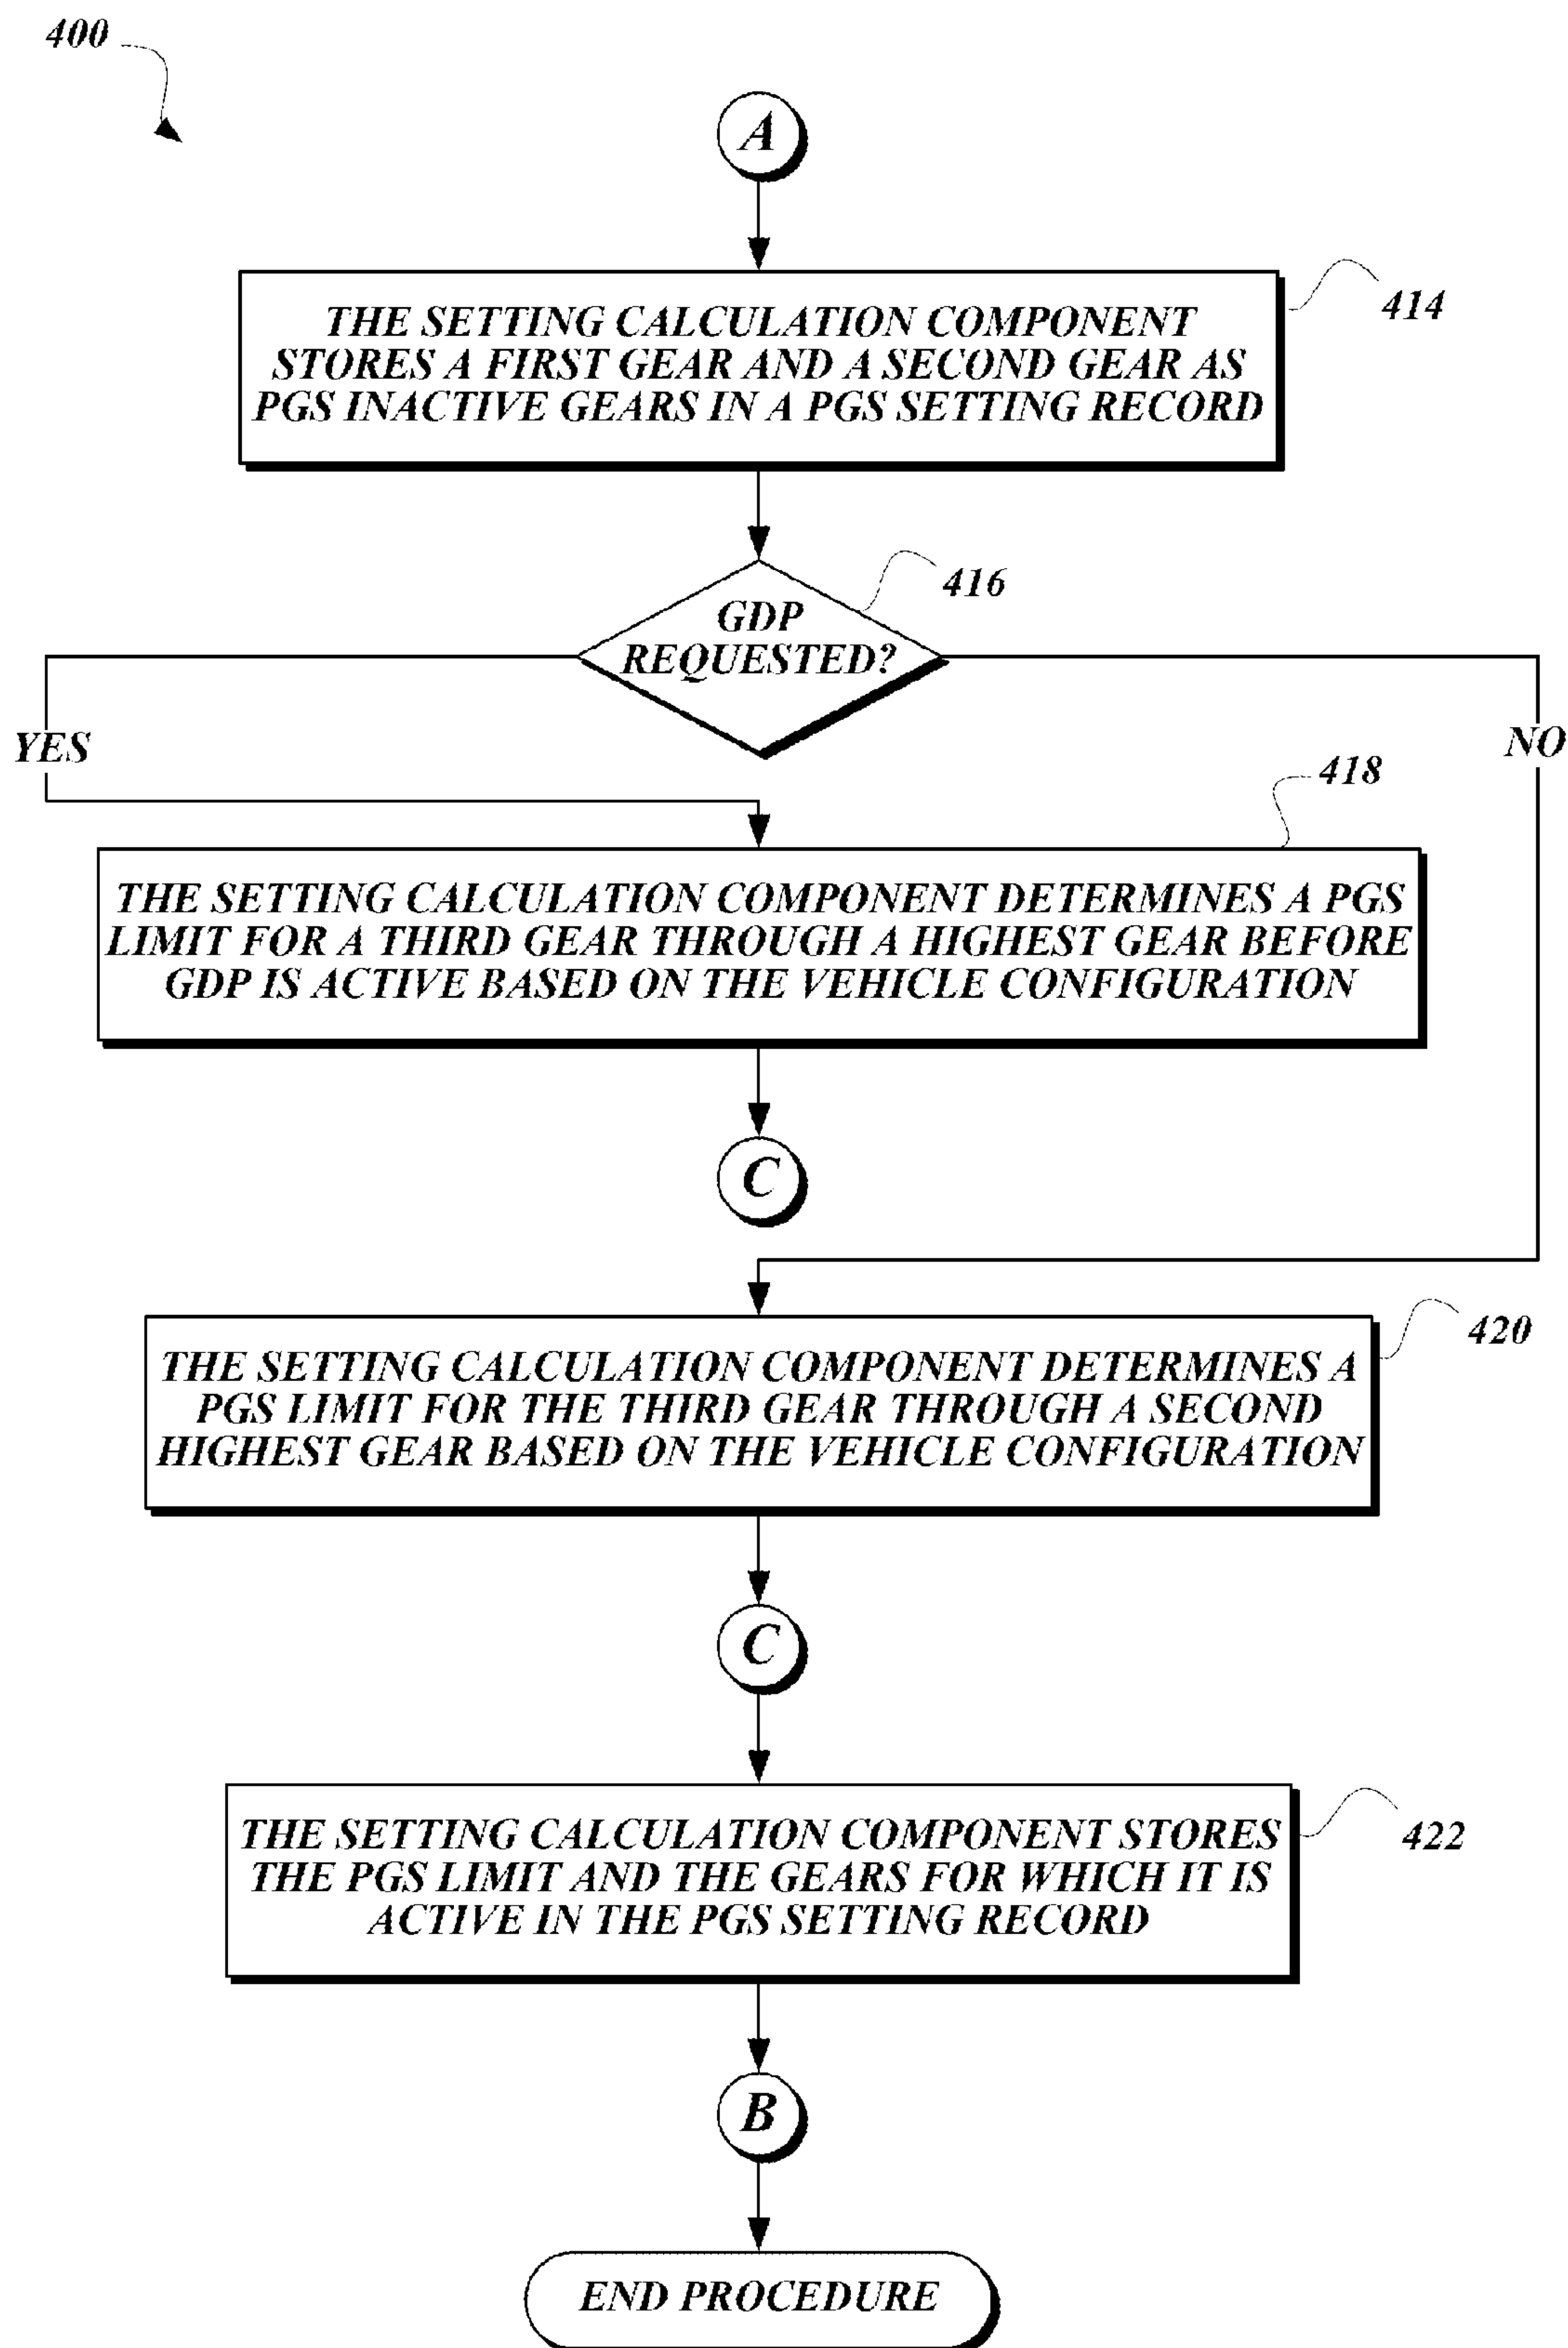 400
A
THE SETTING CALCULATION COMPONENT
STORES A FIRST GEAR AND A SECOND GEAR AS
PGS INACTIVE GEARS IN A PGS SETTING RECORD
414
GDP
REQUESTED?
416
YES
NO
418
THE SETTING CALCULATION COMPONENT DETERMINES A PGS
LIMIT FOR A THIRD GEAR THROUGH A HIGHEST GEAR BEFORE
GDP IS ACTIVE BASED ON THE VEHICLE CONFIGURATION
C
420
THE SETTING CALCULATION COMPONENT DETERMINES A
PGS LIMIT FOR THE THIRD GEAR THROUGH A SECOND
HIGHEST GEAR BASED ON THE VEHICLE CONFIGURATION
C
THE SETTING CALCULATION COMPONENT STORES
THE PGS LIMIT AND THE GEARS FOR WHICH IT IS
ACTIVE IN THE PGS SETTING RECORD
422
B
END PROCEDURE